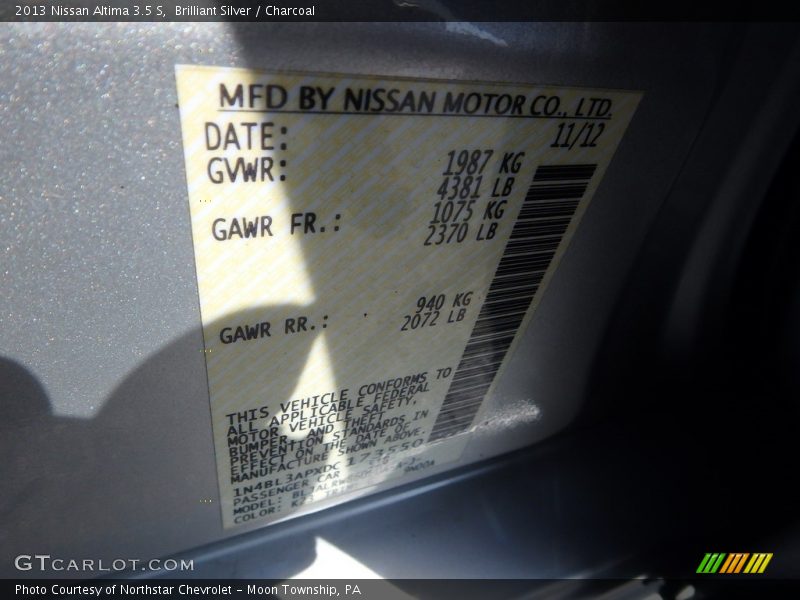 2013 Nissan Altima 3.5 S, Brilliant Silver / Charcoal
MFD BY NISSAN MOTOR CO., LTD.
DATE: 11/12
GVWR: 1987 KG
4381 LB
GAWR FR.: 1075 KG
2370 LB
GAWR RR.: 940 KG
2072 LB
THIS VEHICLE CONFORMS TO
ALL APPLICABLE FEDERAL
MOTOR VEHICLE SAFETY,
BUMPER, AND THEFT
PREVENTION STANDARDS IN
EFFECT ON THE DATE OF
MANUFACTURE SHOWN ABOVE.
1N4BL3APXDC173550
PASSENGER CAR
MODEL:
COLOR: K23
GTCARLOT.COM
Photo Courtesy of Northstar Chevrolet – Moon Township, PA